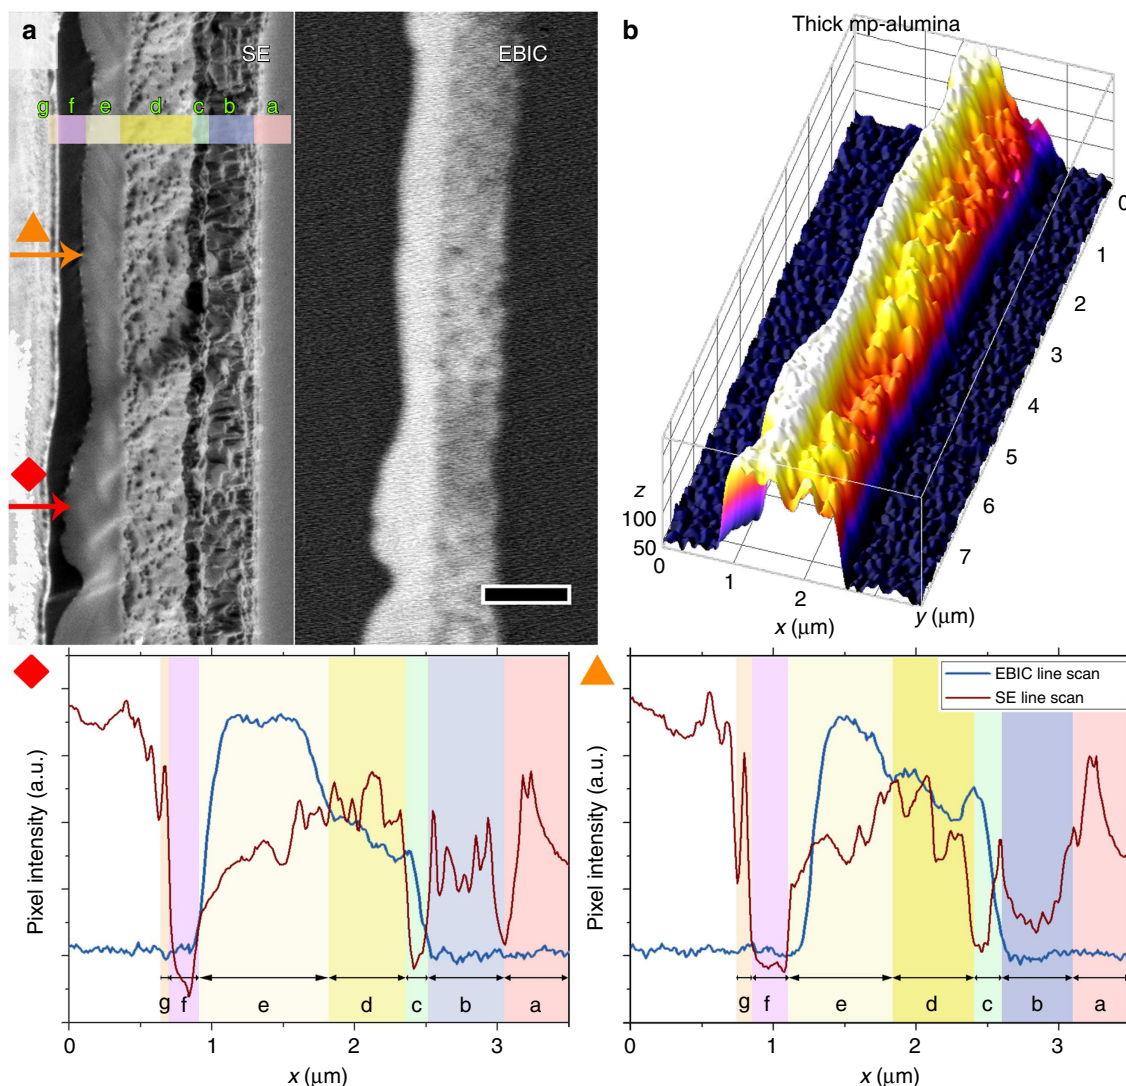 a
SE
EBIC
g f e d c b a
b
Thick mp-alumina
0
1
2
3
4
5
6
7
z
100
50
0
1
2
x (μm)
y (μm)
Pixel intensity (a.u.)
g f e d c b a
0 1 2 3
x (μm)
EBIC line scan
SE line scan
Pixel intensity (a.u.)
g f e d c b a
0 1 2 3
x (μm)